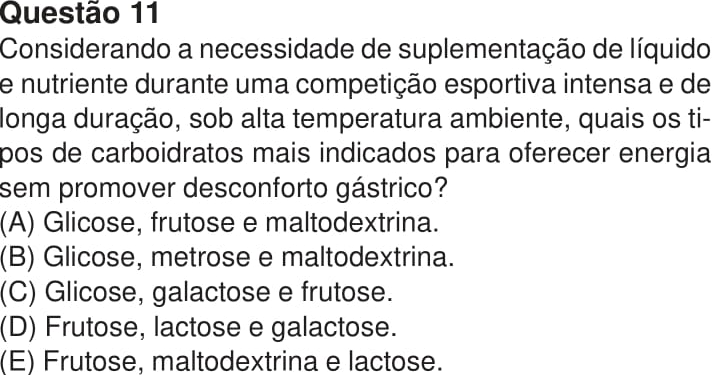 Questão 11
Considerando a necessidade de suplementação de líquido
e nutriente durante uma competição esportiva intensa e de
longa duração, sob alta temperatura ambiente, quais os ti-
pos de carboidratos mais indicados para oferecer energia
sem promover desconforto gástrico?
(A) Glicose, frutose e maltodextrina.
(B) Glicose, metrose e maltodextrina.
(C) Glicose, galactose e frutose.
(D) Frutose, lactose e galactose.
(E) Frutose, maltodextrina e lactose.